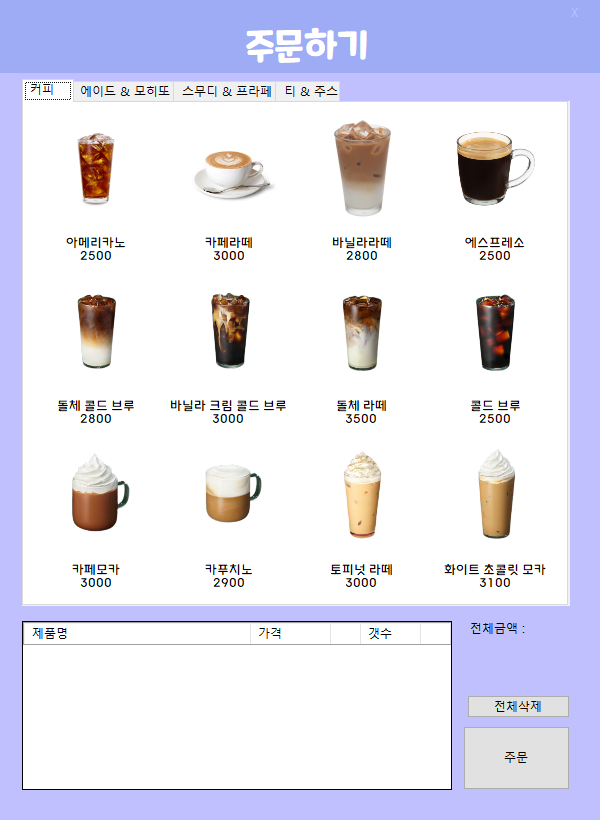 X
주문하기
커피
에이드 & 모히또
스무디 & 프라페
티 & 주스
아메리카노
2500
카페라떼
3000
바닐라라떼
2800
에스프레소
2500
돌체 콜드 브루
2800
바닐라 크림 콜드 브루
3000
돌체 라떼
3500
콜드 브루
2500
카페모카
3000
카푸치노
2900
토피넛 라떼
3000
화이트 초콜릿 모카
3100
제품명 가격 갯수
전체금액 :
전체삭제
주문